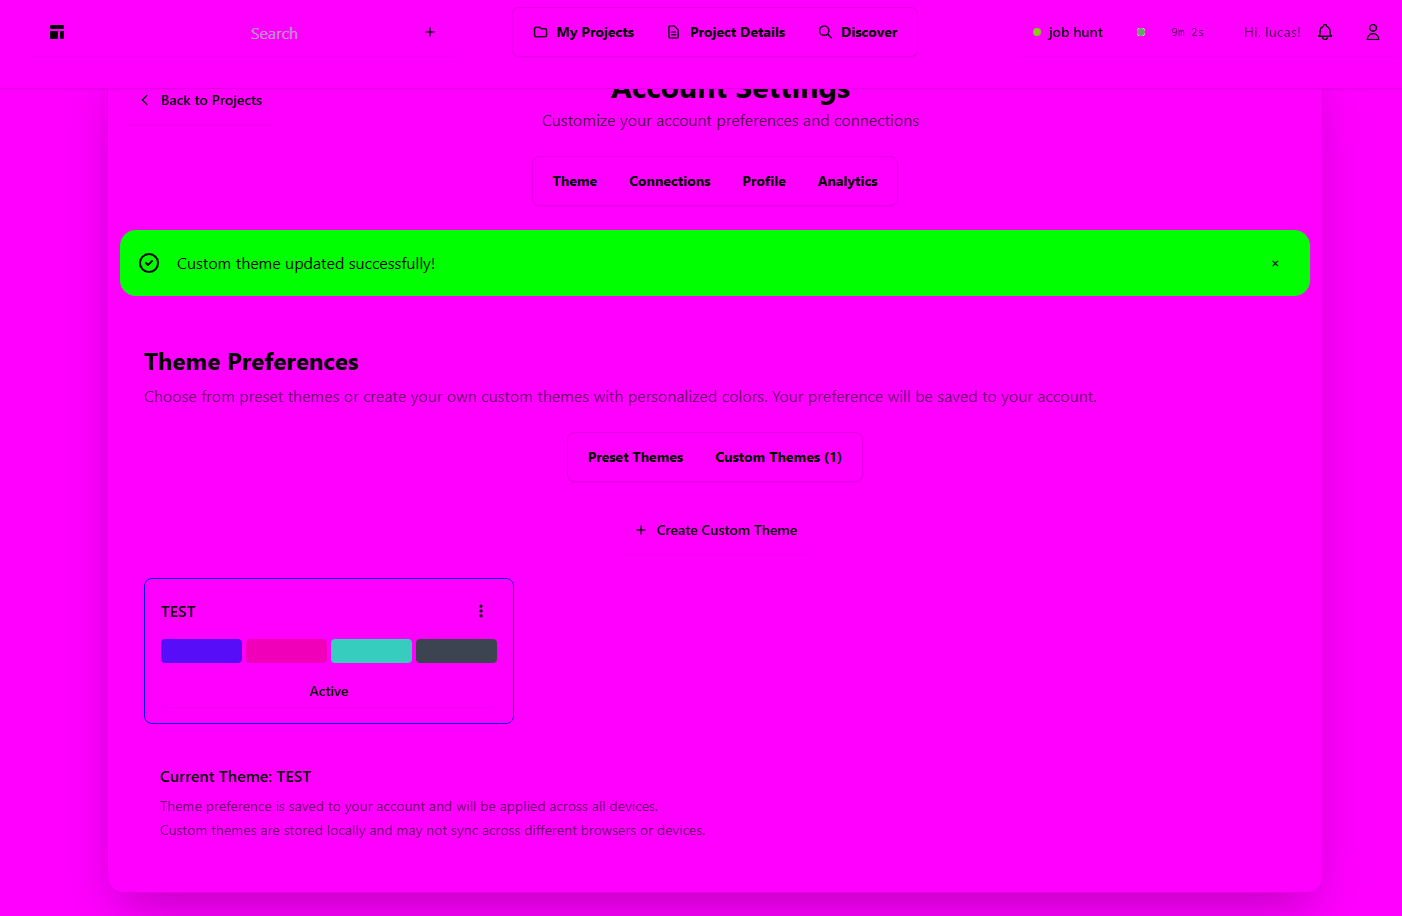 Search
My Projects
Project Details
Discover
job hunt
9m 2s
Hi, lucas!
Back to Projects
Account Settings
Customize your account preferences and connections
Theme
Connections
Profile
Analytics
Custom theme updated successfully!
Theme Preferences
Choose from preset themes or create your own custom themes with personalized colors. Your preference will be saved to your account.
Preset Themes
Custom Themes (1)
Create Custom Theme
TEST
Active
Current Theme: TEST
Theme preference is saved to your account and will be applied across all devices.
Custom themes are stored locally and may not sync across different browsers or devices.